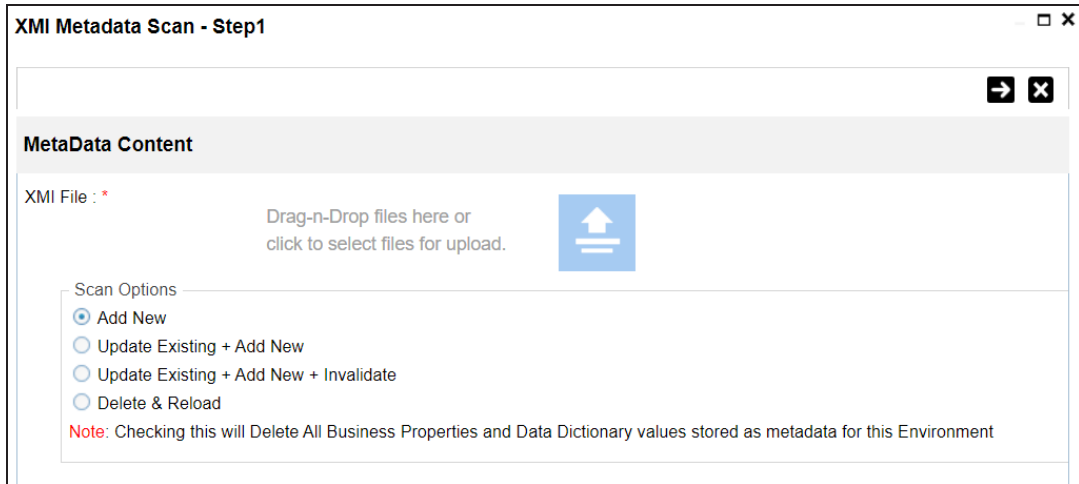 XMI Metadata Scan - Step1
MetaData Content
XMI File : *
Drag-n-Drop files here or
click to select files for upload.
Scan Options
Add New
Update Existing + Add New
Update Existing + Add New + Invalidate
Delete & Reload
Note: Checking this will Delete All Business Properties and Data Dictionary values stored as metadata for this Environment